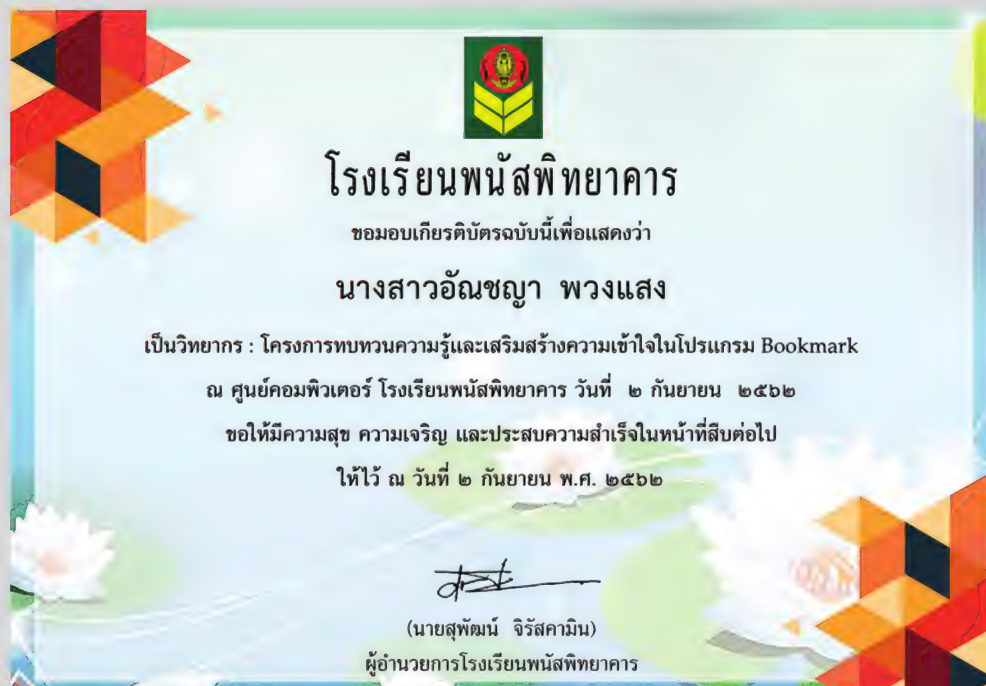 โรงเรียนพนัสพิทยาคาร
ขอมอบเกียรติบัตรฉบับนี้เพื่อแสดงว่า
นางสาวอัณชญา พวงแสง
เป็นวิทยากร : โครงการทบทวนความรู้และเสริมสร้างความเข้าใจในโปรแกรม Bookmark
ณ ศูนย์คอมพิวเตอร์ โรงเรียนพนัสพิทยาคาร วันที่ ๒ กันยายน ๒๕๖๒
ขอให้มีความสุข ความเจริญ และประสบความสำเร็จในหน้าที่สืบต่อไป
ให้ไว้ ณ วันที่ ๒ กันยายน พ.ศ. ๒๕๖๒
(นายสุพัฒน์ จิรัสคามิน)
ผู้อำนวยการโรงเรียนพนัสพิทยาคาร